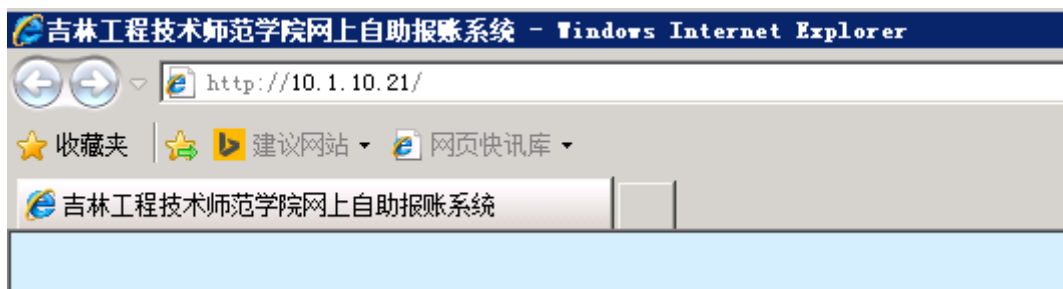 吉林工程技术师范学院网上自助报账系统 - Windows Internet Explorer
http://10.1.10.21/
收藏夹 建议网站 网页快讯库
吉林工程技术师范学院网上自助报账系统